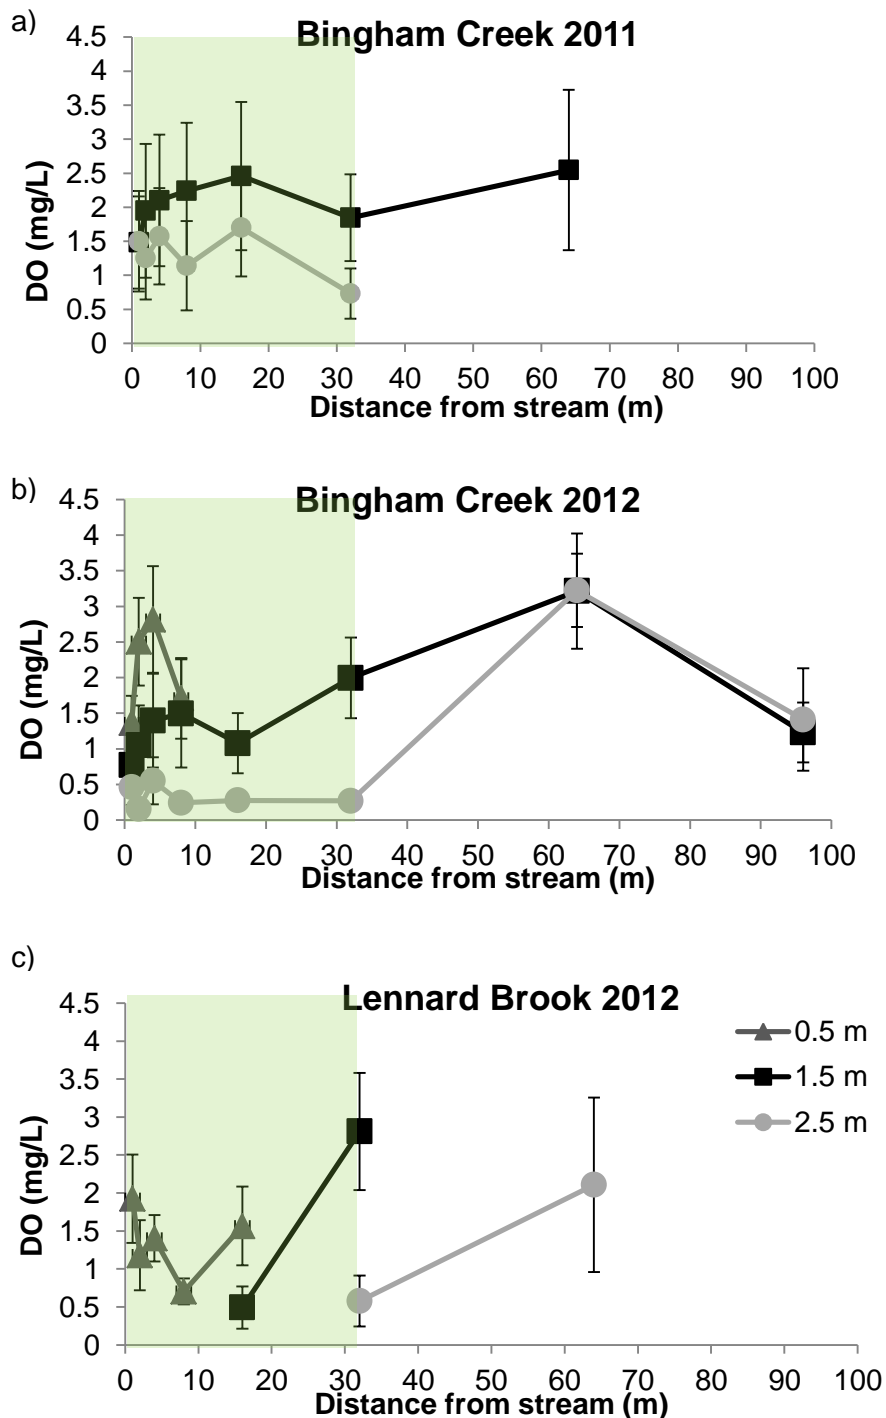 a)
Bingham Creek 2011
4.5
4
3.5
3
2.5
2
1.5
1
0.5
0
DO (mg/L)
0 10 20 30 40 50 60 70 80 90 100
Distance from stream (m)
b)
Bingham Creek 2012
4.5
4
3.5
3
2.5
2
1.5
1
0.5
0
DO (mg/L)
0 10 20 30 40 50 60 70 80 90 100
Distance from stream (m)
c)
Lennard Brook 2012
4.5
4
3.5
3
2.5
2
1.5
1
0.5
0
DO (mg/L)
0.5 m
1.5 m
2.5 m
0 10 20 30 40 50 60 70 80 90 100
Distance from stream (m)